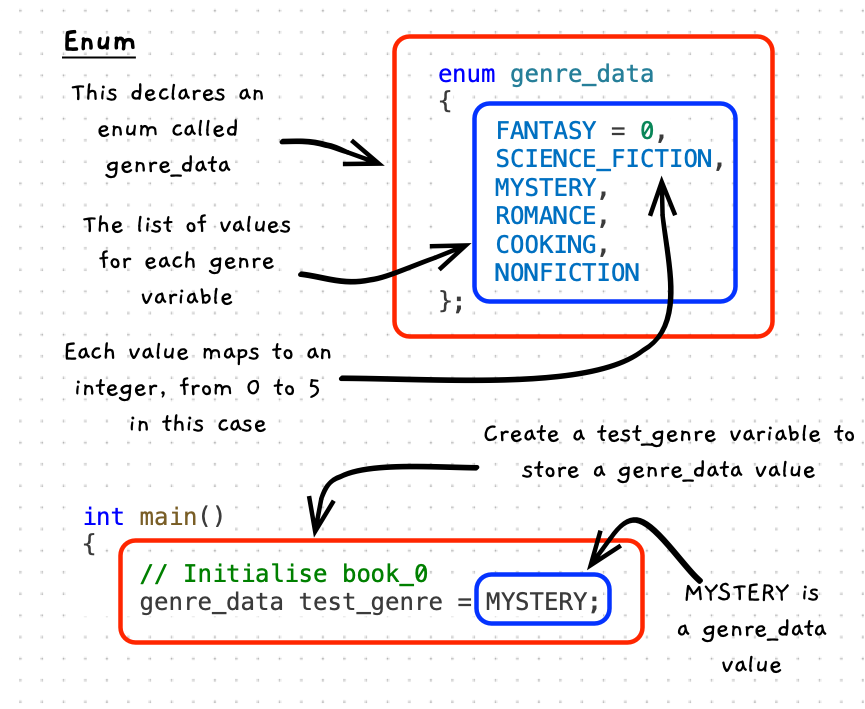 Enum
This declares an
enum called
genre_data
enum genre_data
{
FANTASY = 0,
SCIENCE_FICTION,
MYSTERY,
ROMANCE,
COOKING,
NONFICTION
};
The list of values
for each genre
variable
Each value maps to an
integer, from 0 to 5
in this case
Create a test_genre variable to
store a genre_data value
int main()
{
// Initialise book_0
genre_data test_genre = MYSTERY;
MYSTERY is
a genre_data
value